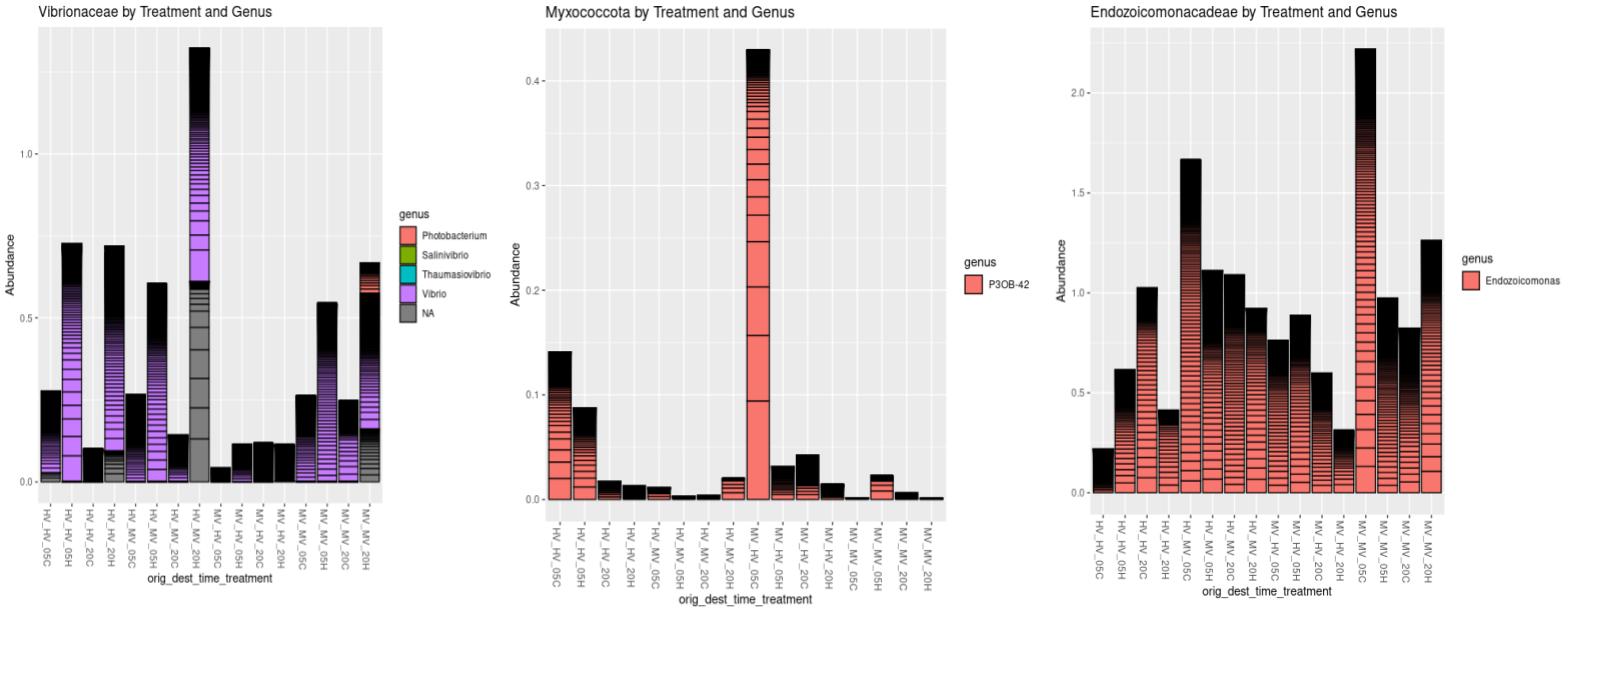 Vibrionaceae by Treatment and Genus
Abundance
1.0
0.5
0.0
HV_HV_05C
HV_HV_05H
HV_HV_20C
HV_HV_20H
HV_MV_05C
HV_MV_05H
HV_MV_20C
HV_MV_20H
MV_HV_05C
MV_HV_05H
MV_HV_20C
MV_HV_20H
MV_MV_05C
MV_MV_05H
MV_MV_20C
MV_MV_20H
orig_dest_time_treatment
genus
Photobacterium
Salinivibrio
Thaumasiovibrio
Vibrio
NA
Myxococcota by Treatment and Genus
Abundance
0.4
0.3
0.2
0.1
0.0
HV_HV_05C
HV_HV_05H
HV_HV_20C
HV_HV_20H
HV_MV_05C
HV_MV_05H
HV_MV_20C
HV_MV_20H
MV_HV_05C
MV_HV_05H
MV_HV_20C
MV_HV_20H
MV_MV_05C
MV_MV_05H
MV_MV_20C
MV_MV_20H
orig_dest_time_treatment
genus
P3OB-42
Endozoicomonacadeae by Treatment and Genus
Abundance
2.0
1.5
1.0
0.5
0.0
HV_HV_05C
HV_HV_05H
HV_HV_20C
HV_HV_20H
HV_MV_05C
HV_MV_05H
HV_MV_20C
HV_MV_20H
MV_HV_05C
MV_HV_05H
MV_HV_20C
MV_HV_20H
MV_MV_05C
MV_MV_05H
MV_MV_20C
MV_MV_20H
orig_dest_time_treatment
genus
Endozoicomonas